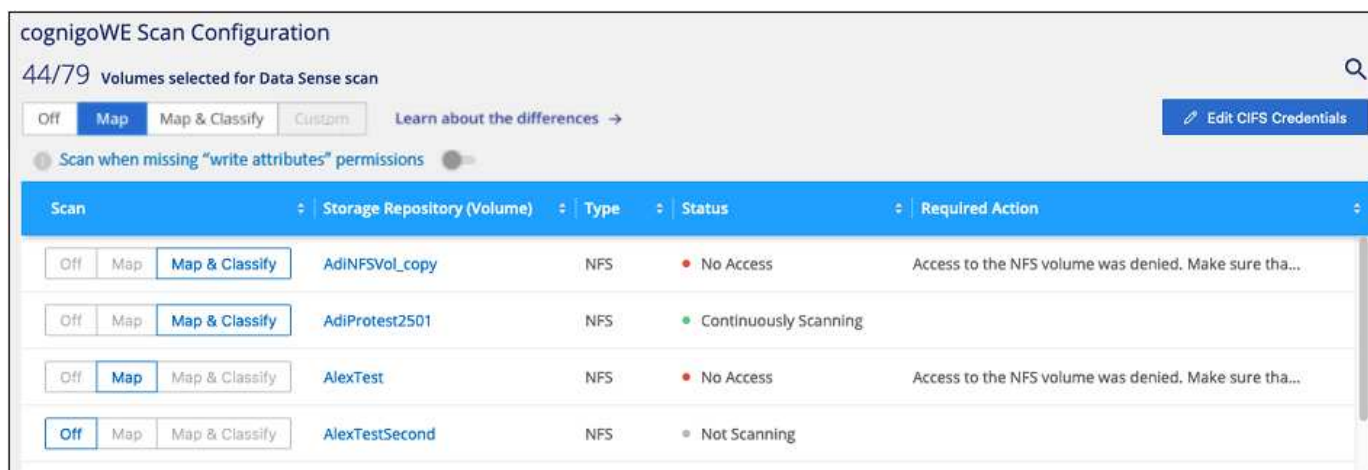 cognigoWE Scan Configuration
44/79 Volumes selected for Data Sense scan
Off Map Map & Classify Custom Learn about the differences → Edit CIFS Credentials
Scan when missing "write attributes" permissions
Scan Storage Repository (Volume) Type Status Required Action
Off Map Map & Classify AdiNFSVol_copy NFS No Access Access to the NFS volume was denied. Make sure tha...
Off Map Map & Classify AdiProtest2501 NFS Continuously Scanning
Off Map Map & Classify AlexTest NFS No Access Access to the NFS volume was denied. Make sure tha...
Off Map Map & Classify AlexTestSecond NFS Not Scanning